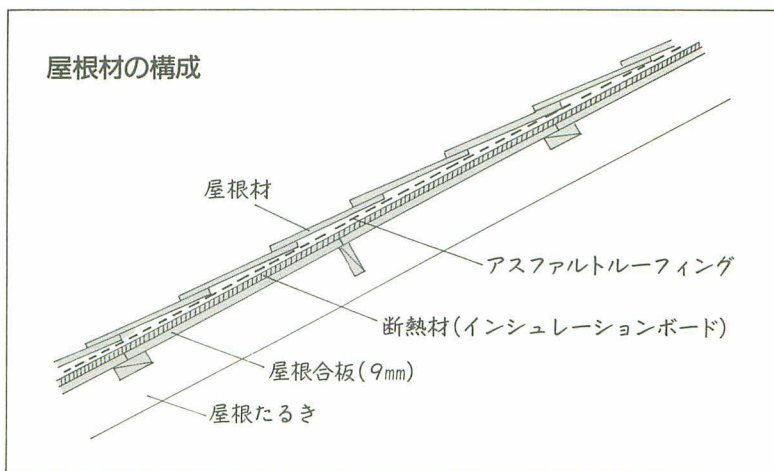 屋根材の構成
屋根材
アスファルトルーフィング
断熱材(インシュレーションボード)
屋根合板(9mm)
屋根たるき